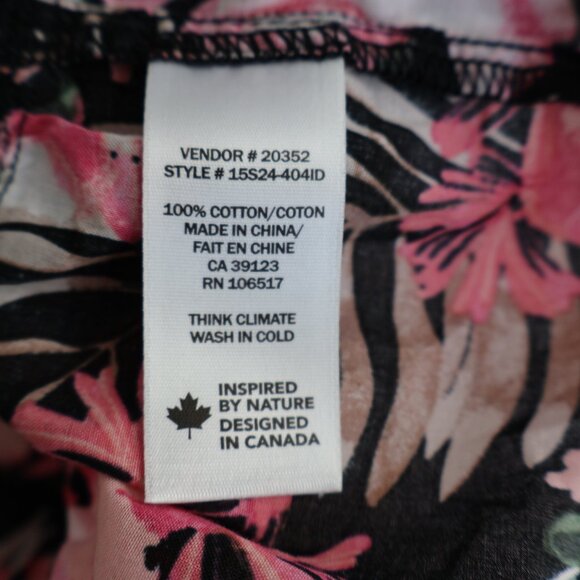 VENDOR # 20352
STYLE # 15S24-404ID
100% COTTON/COTON
MADE IN CHINA/
FAIT EN CHINE
CA 39123
RN 106517
THINK CLIMATE
WASH IN COLD
INSPIRED
BY NATURE
DESIGNED
IN CANADA